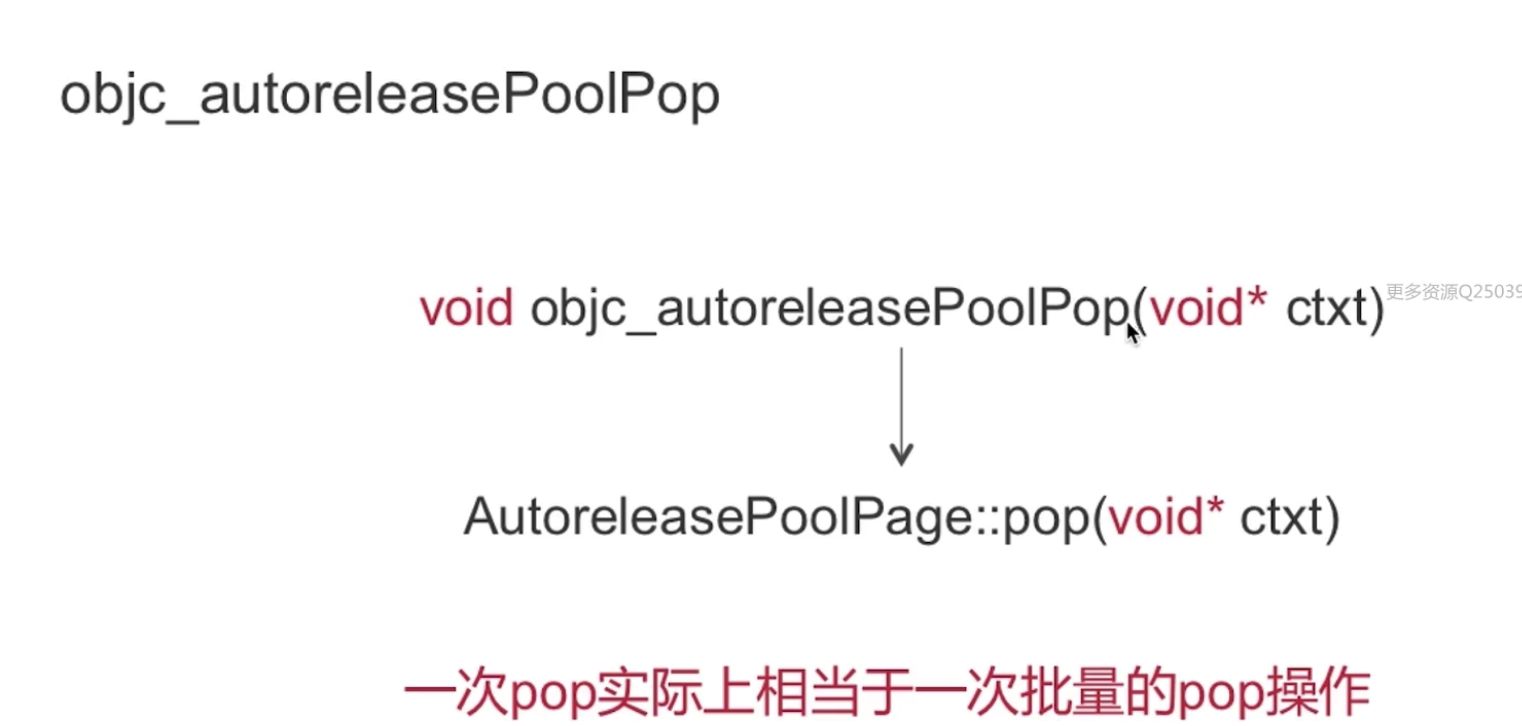 objc_autoreleasePoolPop
void objc_autoreleasePoolPop(void* ctxt)
更多资源Q25039
AutoreleasePoolPage::pop(void* ctxt)
一次pop实际上相当于一次批量的pop操作